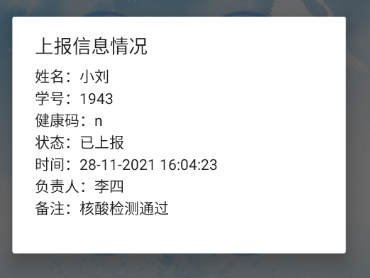 上报信息情况
姓名：小刘
学号：1943
健康码：n
状态：已上报
时间：28-11-2021 16:04:23
负责人：李四
备注：核酸检测通过